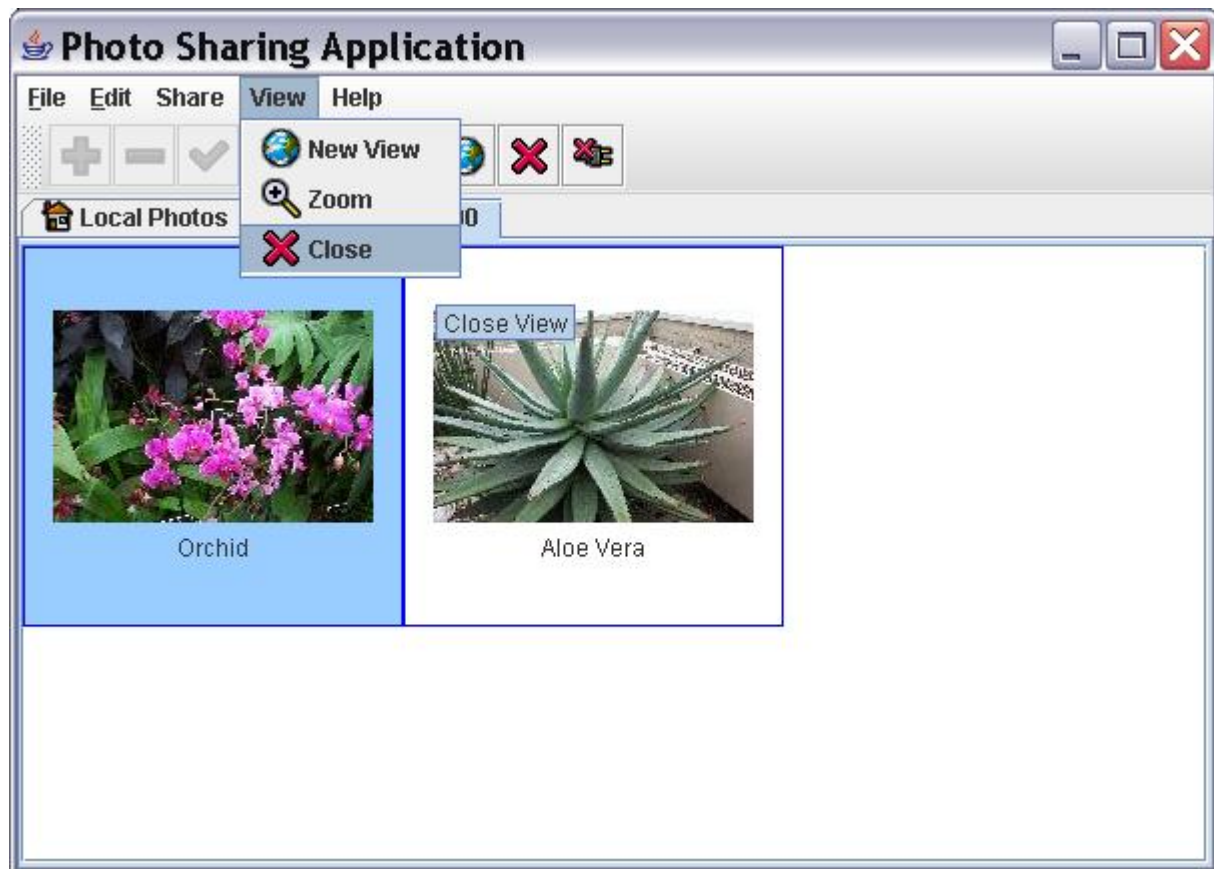 Photo Sharing Application
File Edit Share View Help
New View
Zoom
Local Photos
Close
Close View
Orchid Aloe Vera